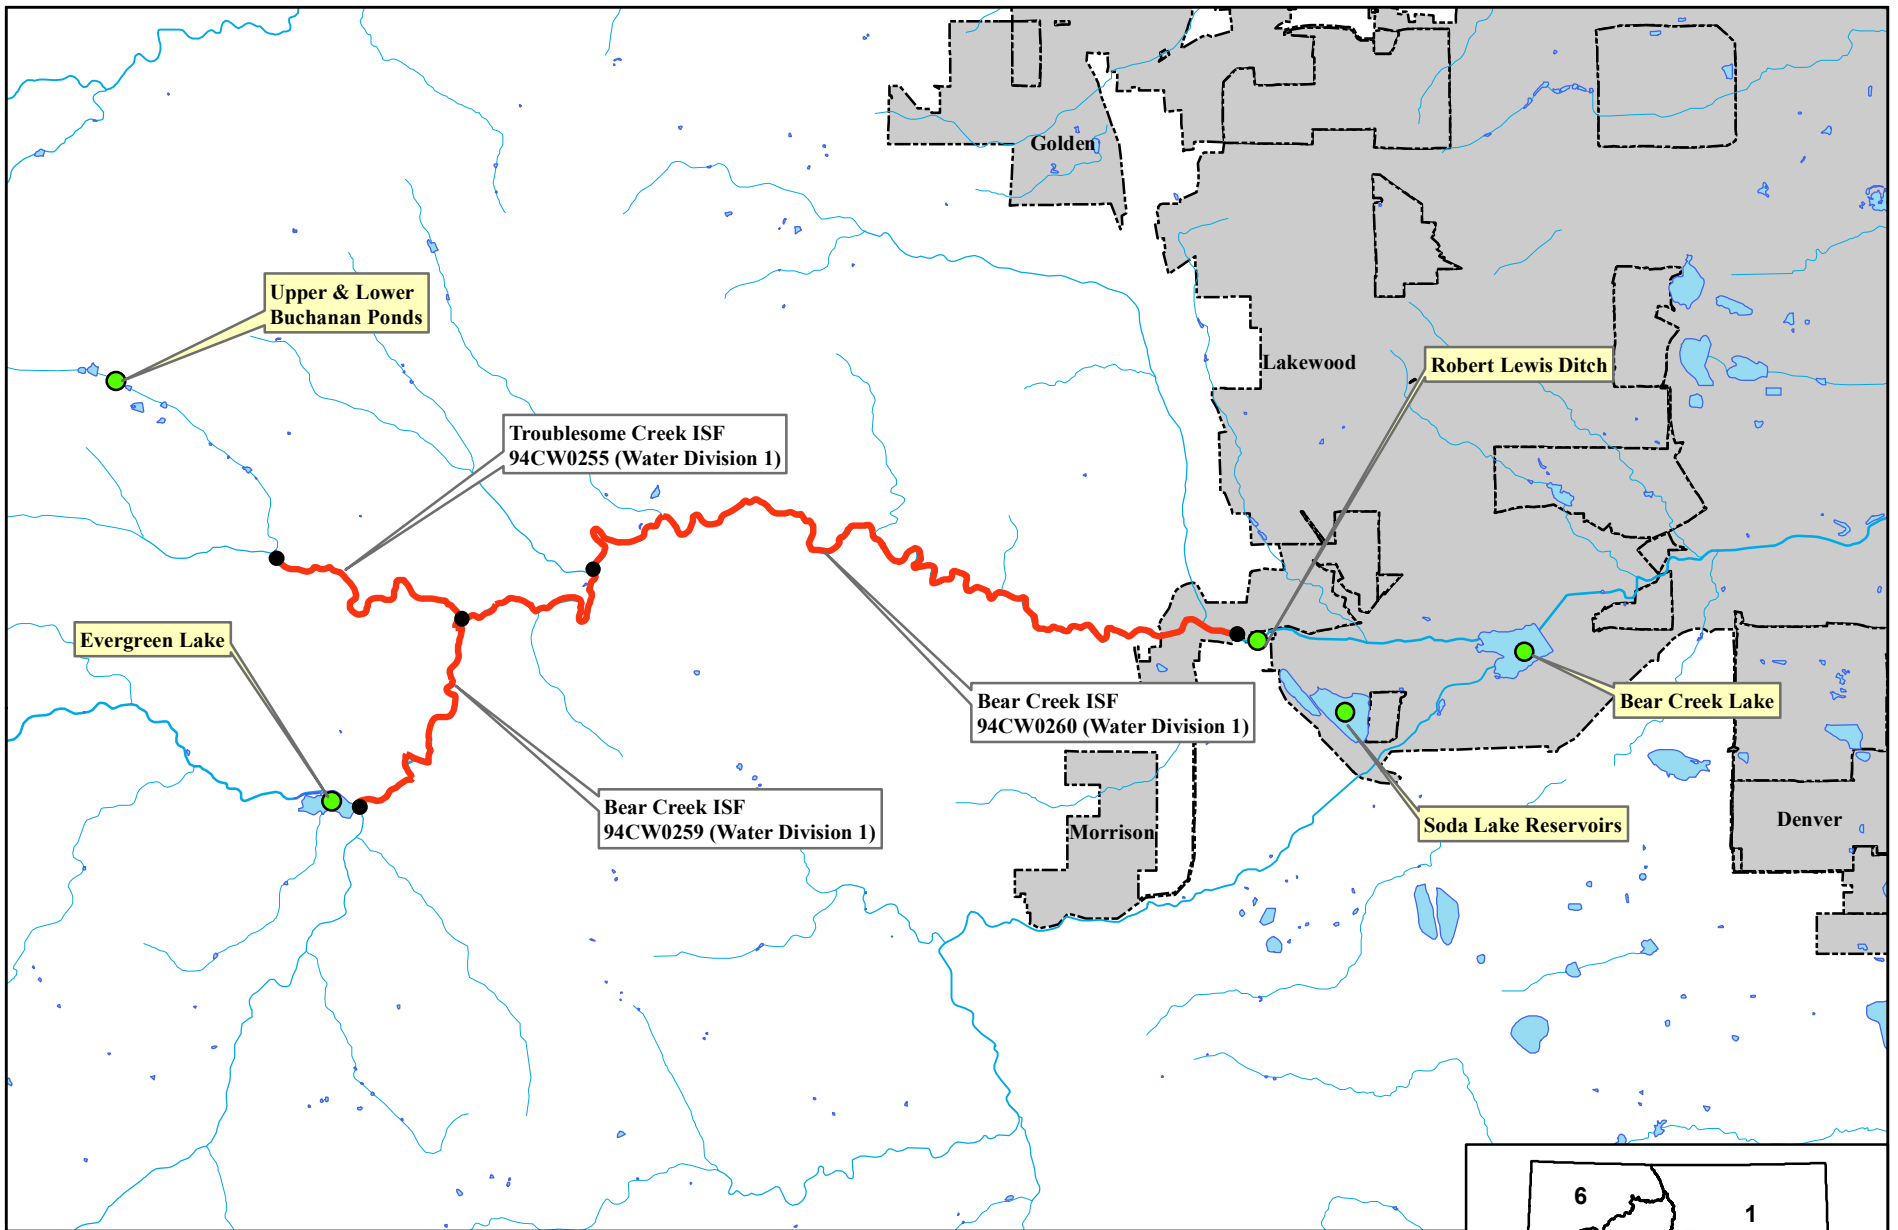 Golden
Upper & Lower
Buchanan Ponds
Lakewood
Robert Lewis Ditch
Troublesome Creek ISF
94CW0255 (Water Division 1)
Evergreen Lake
Bear Creek ISF
94CW0260 (Water Division 1)
Bear Creek Lake
Bear Creek ISF
94CW0259 (Water Division 1)
Morrison
Soda Lake Reservoirs
Denver
6
1